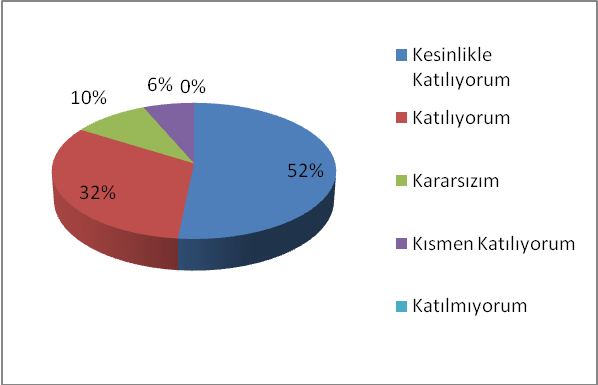 Kesinlikle
Katılıyorum
Katılıyorum
Kararsızım
Kısmen Katılıyorum
Katılmıyorum
10%
6%
0%
52%
32%